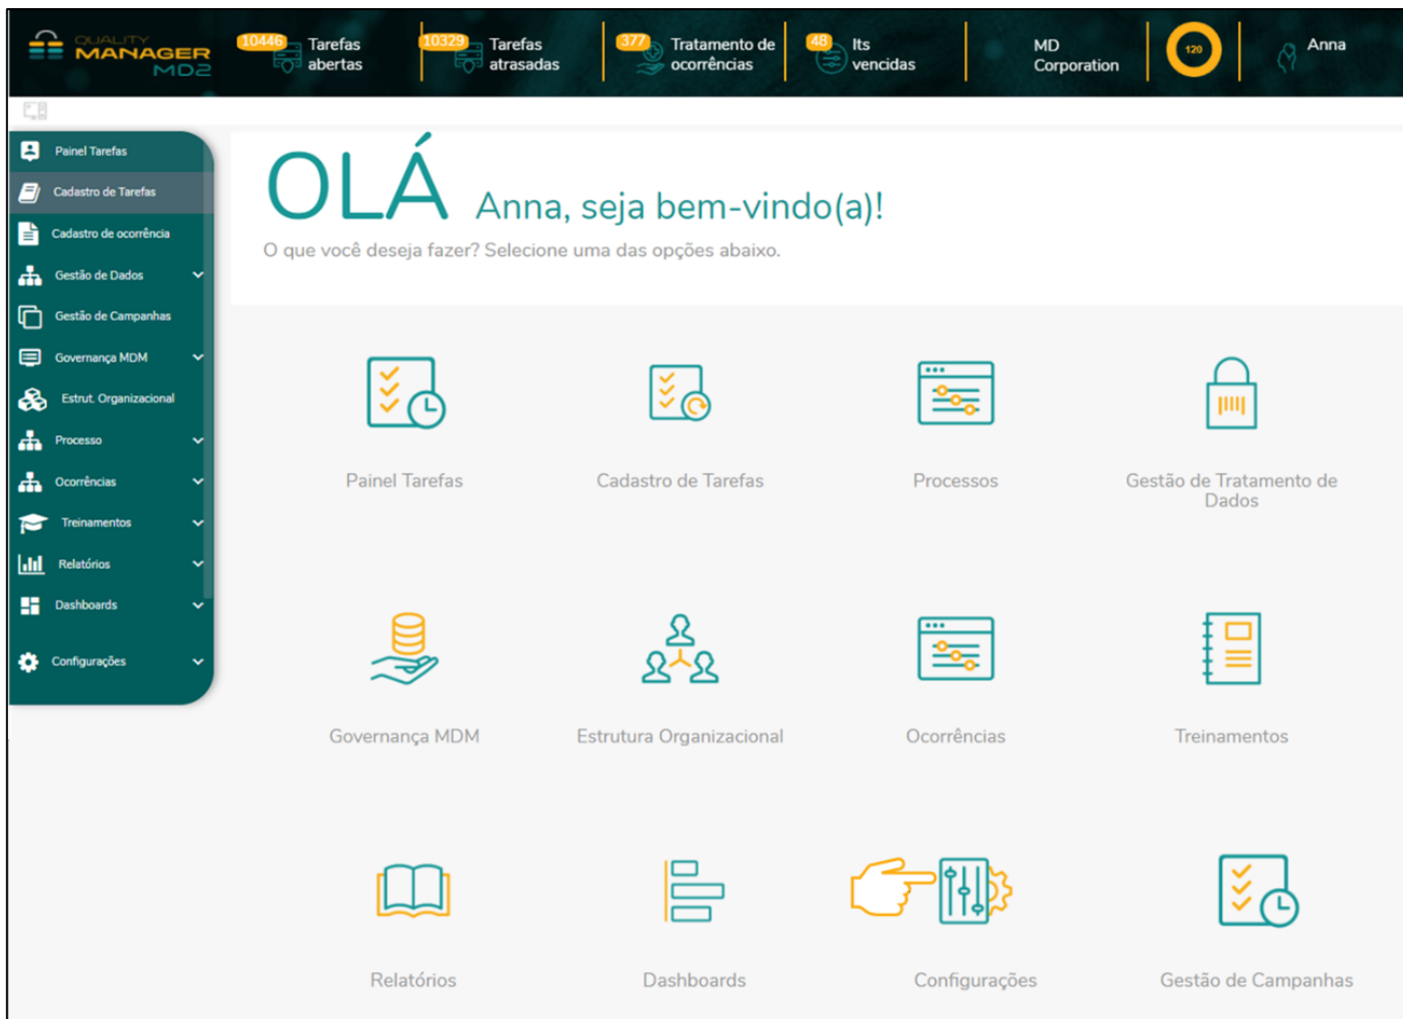 QUALITY
MANAGER
MD2
10446
Tarefas
abertas
10329
Tarefas
atrasadas
377
Tratamento de
ocorrências
48
Its
vencidas
MD
Corporation
120
Anna
Painel Tarefas
Cadastro de Tarefas
Cadastro de ocorrência
Gestão de Dados
Gestão de Campanhas
Governança MDM
Estrut. Organizacional
Processo
Ocorrências
Treinamentos
Relatórios
Dashboards
Configurações
OLÁ Anna, seja bem-vindo(a)!
O que você deseja fazer? Selecione uma das opções abaixo.
Painel Tarefas
Cadastro de Tarefas
Processos
Gestão de Tratamento de
Dados
Governança MDM
Estrutura Organizacional
Ocorrências
Treinamentos
Relatórios
Dashboards
Configurações
Gestão de Campanhas